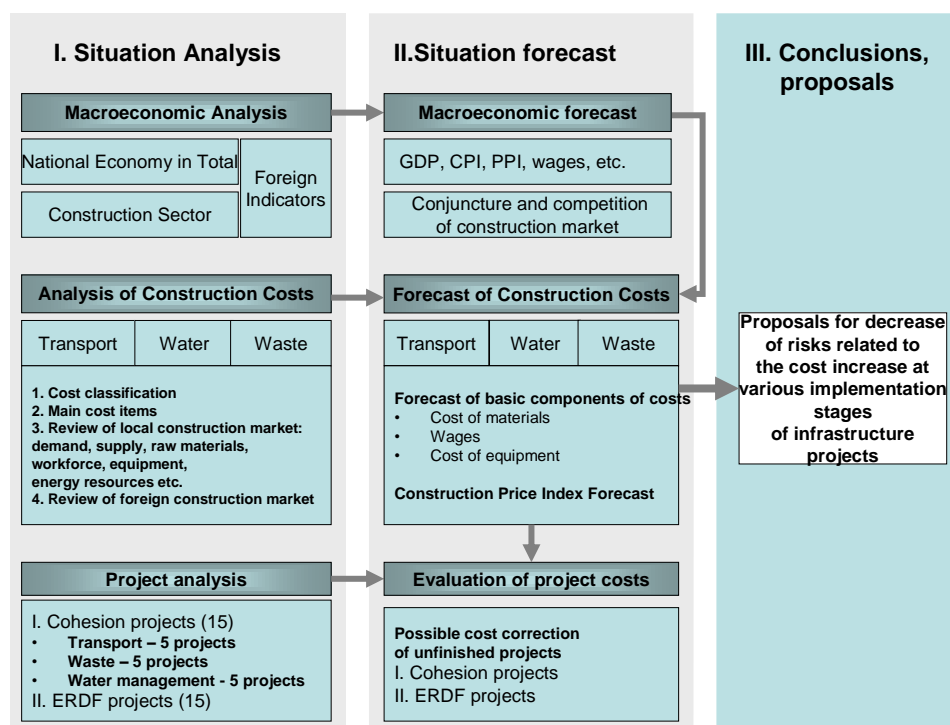 I. Situation Analysis
Macroeconomic Analysis
National Economy in Total
Construction Sector
Foreign
Indicators
Analysis of Construction Costs
Transport
Water
Waste
1. Cost classification
2. Main cost items
3. Review of local construction market:
demand, supply, raw materials,
workforce, equipment,
energy resources etc.
4. Review of foreign construction market
Project analysis
I. Cohesion projects (15)
• Transport – 5 projects
• Waste – 5 projects
• Water management - 5 projects
II. ERDF projects (15)
II.Situation forecast
Macroeconomic forecast
GDP, CPI, PPI, wages, etc.
Conjuncture and competition
of construction market
Forecast of Construction Costs
Transport
Water
Waste
Forecast of basic components of costs
• Cost of materials
• Wages
• Cost of equipment
Construction Price Index Forecast
Evaluation of project costs
Possible cost correction
of unfinished projects
I. Cohesion projects
II. ERDF projects
III. Conclusions,
proposals
Proposals for decrease
of risks related to
the cost increase at
various implementation
stages
of infrastructure
projects